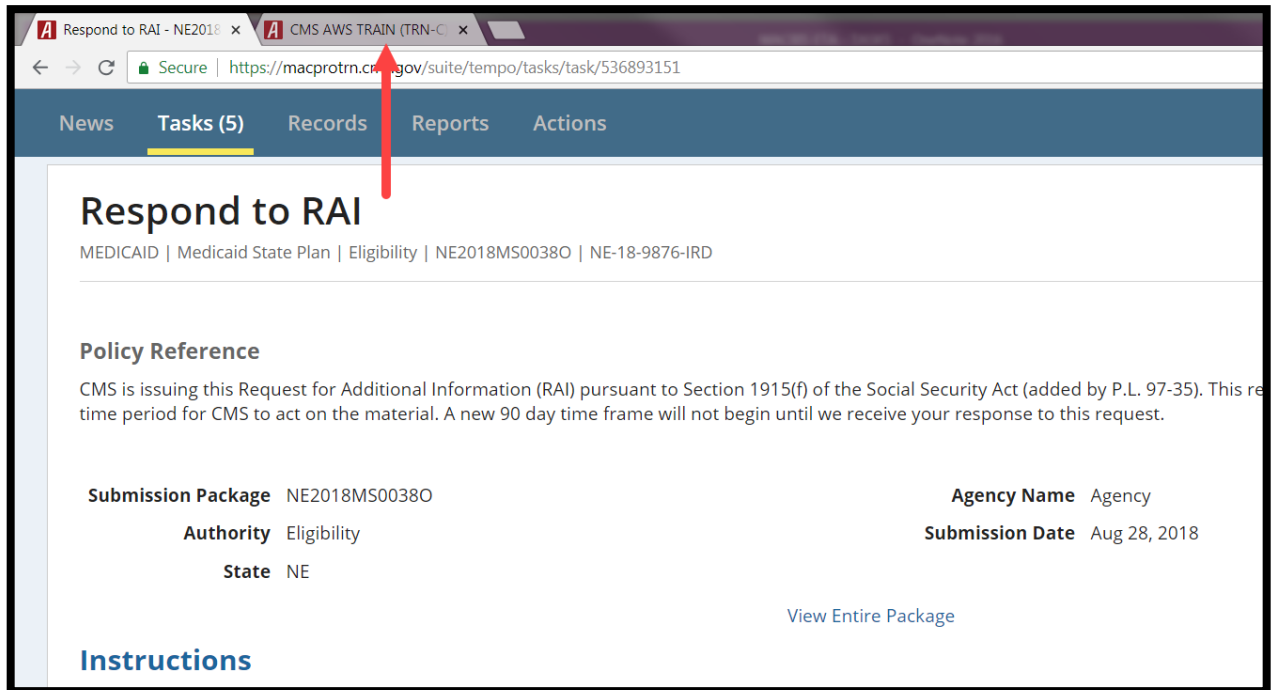 Respond to RAI - NE2018
CMS AWS TRAIN (TRN-C
Secure https://macprotrn.cm gov/suite/tempo/tasks/task/536893151
News Tasks (5) Records Reports Actions
Respond to RAI
MEDICAID | Medicaid State Plan | Eligibility | NE2018MS0038O | NE-18-9876-IRD
Policy Reference
CMS is issuing this Request for Additional Information (RAI) pursuant to Section 1915(f) of the Social Security Act (added by P.L. 97-35). This re
time period for CMS to act on the material. A new 90 day time frame will not begin until we receive your response to this request.
Submission Package NE2018MS0038O Agency Name Agency
Authority Eligibility Submission Date Aug 28, 2018
State NE
View Entire Package
Instructions